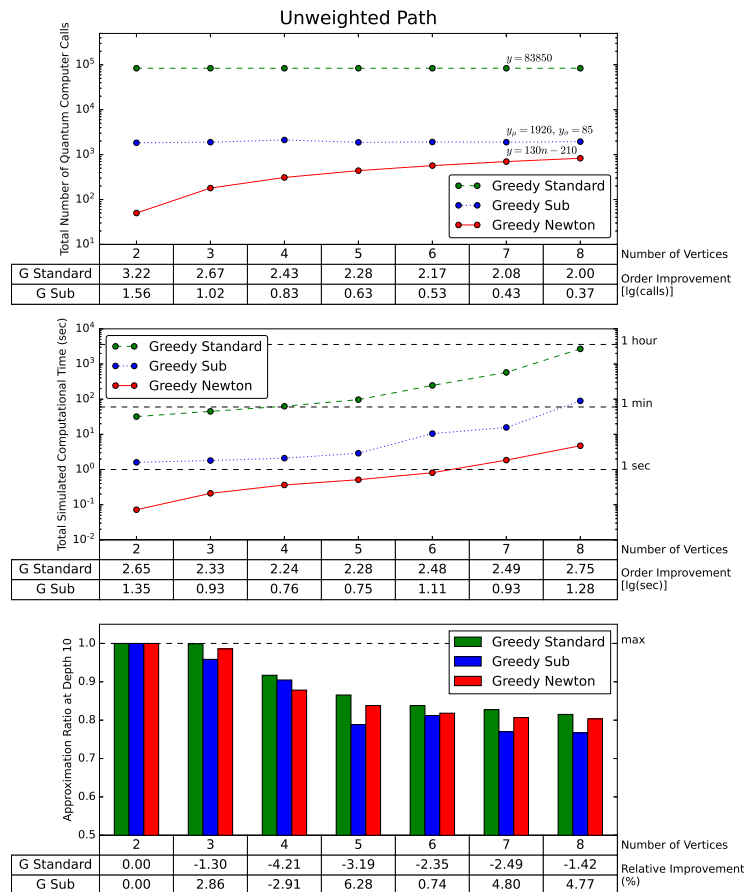 Unweighted Path
Total Number of Quantum Computer Calls
10^5
10^4
10^3
10^2
10^1
y = 83850
y_μ = 1926, y_σ = 85
y = 130n − 210
Greedy Standard
Greedy Sub
Greedy Newton
2 3 4 5 6 7 8 Number of Vertices
G Standard 3.22 2.67 2.43 2.28 2.17 2.08 2.00 Order Improvement
G Sub 1.56 1.02 0.83 0.63 0.53 0.43 0.37 [lg(calls)]
Total Simulated Computational Time (sec)
10^4
10^3
10^2
10^1
10^0
10^-1
10^-2
Greedy Standard
Greedy Sub
Greedy Newton
1 hour
1 min
1 sec
2 3 4 5 6 7 8 Number of Vertices
G Standard 2.65 2.33 2.24 2.28 2.48 2.49 2.75 Order Improvement
G Sub 1.35 0.93 0.76 0.75 1.11 0.93 1.28 [lg(sec)]
Approximation Ratio at Depth 10
1.0
0.9
0.8
0.7
0.6
0.5
Greedy Standard
Greedy Sub
Greedy Newton
max
2 3 4 5 6 7 8 Number of Vertices
G Standard 0.00 -1.30 -4.21 -3.19 -2.35 -2.49 -1.42 Relative Improvement
G Sub 0.00 2.86 -2.91 6.28 0.74 4.80 4.77 (%)